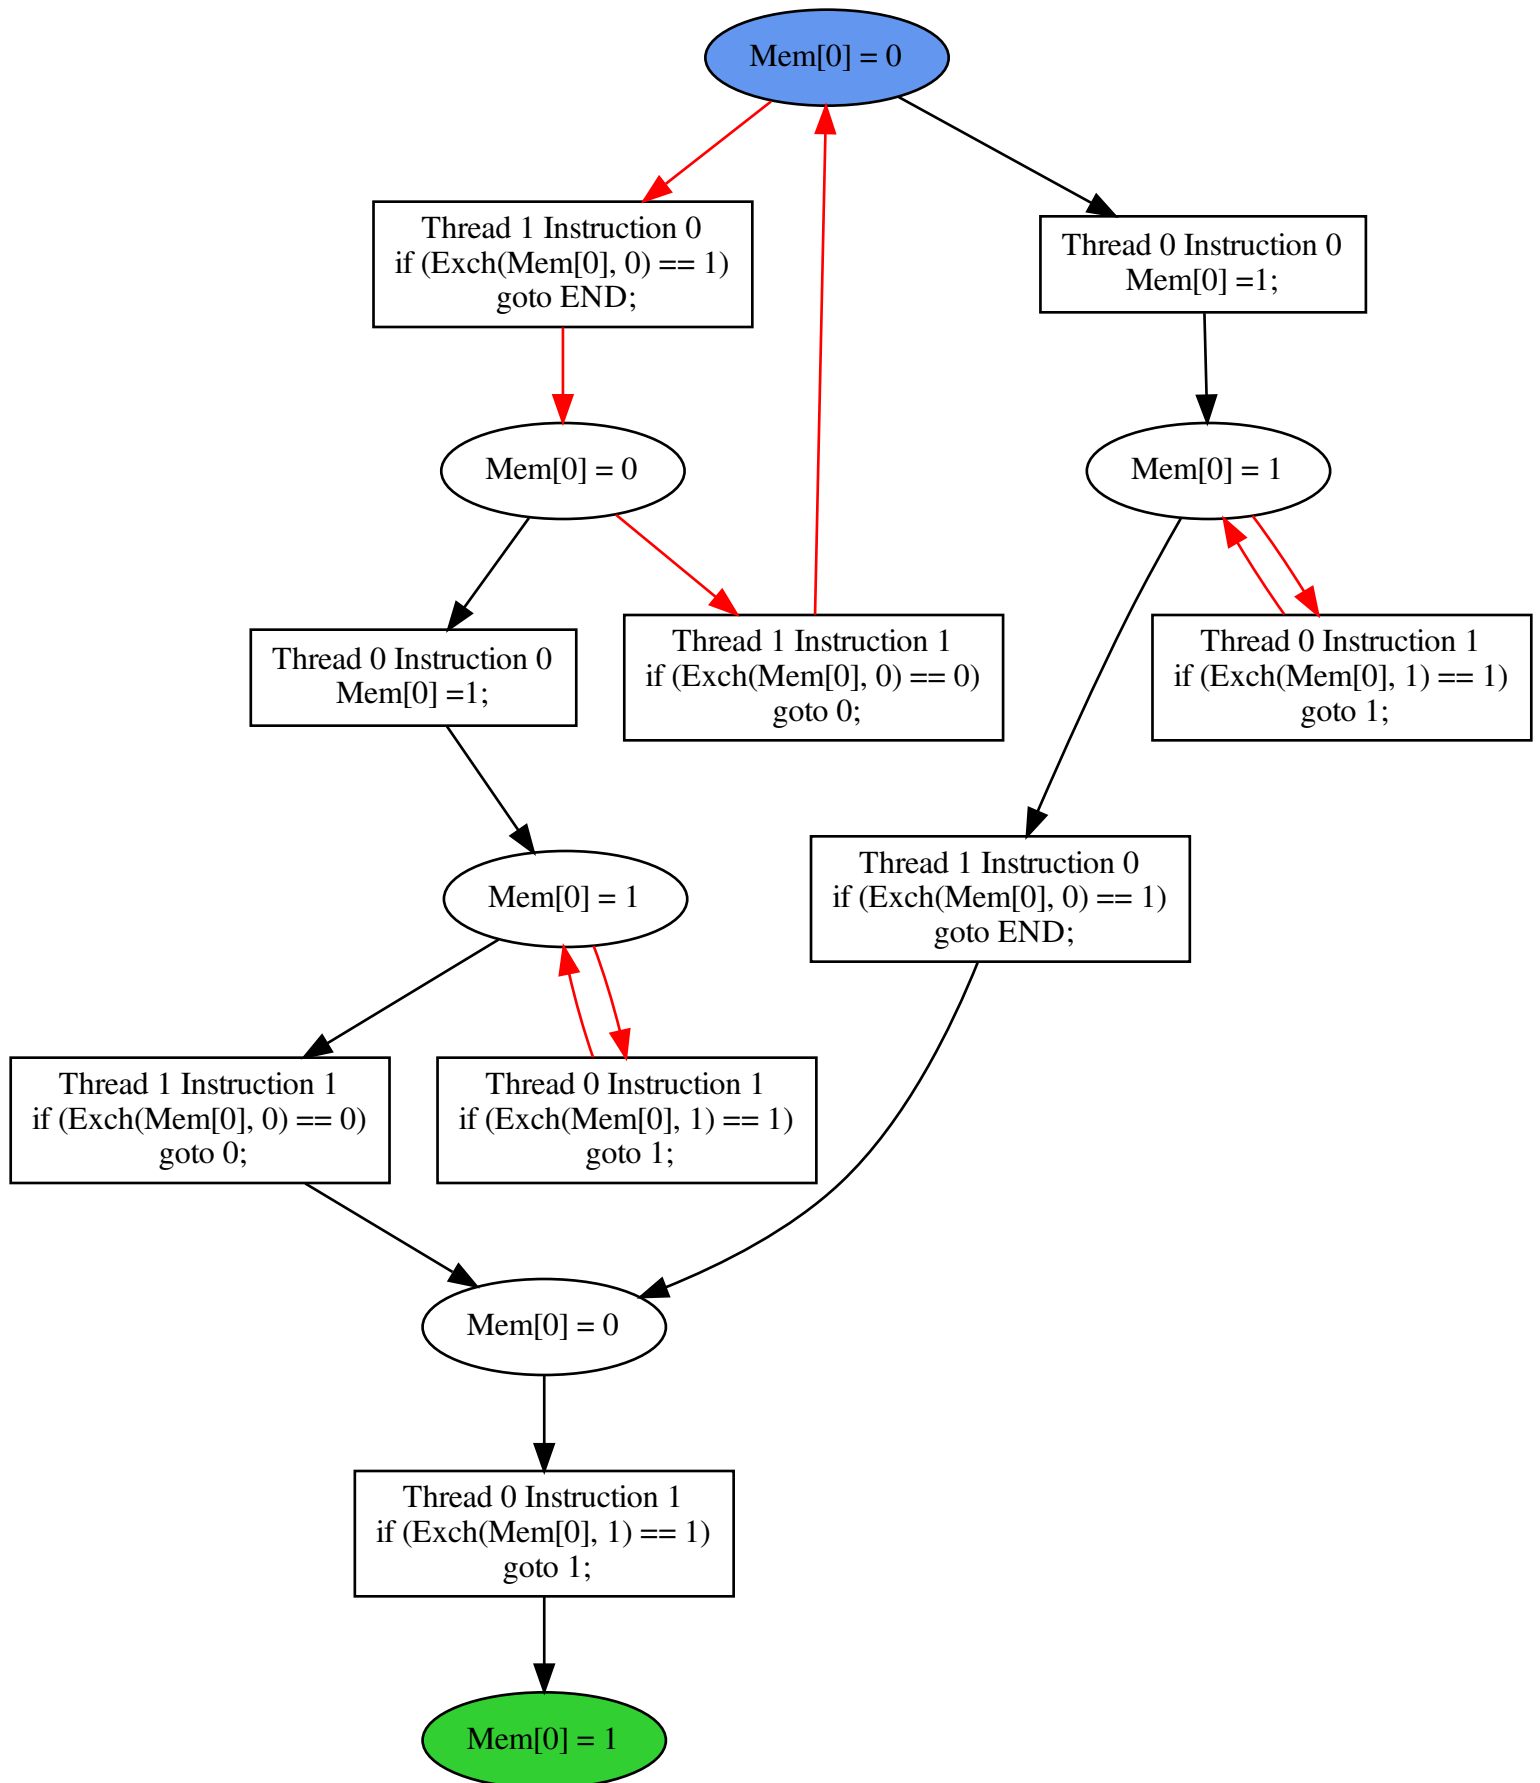 Mem[0] = 0
Thread 1 Instruction 0
if (Exch(Mem[0], 0) == 1)
goto END;
Thread 0 Instruction 0
Mem[0] =1;
Mem[0] = 0
Mem[0] = 1
Thread 0 Instruction 0
Mem[0] =1;
Thread 1 Instruction 1
if (Exch(Mem[0], 0) == 0)
goto 0;
Thread 0 Instruction 1
if (Exch(Mem[0], 1) == 1)
goto 1;
Mem[0] = 1
Thread 1 Instruction 0
if (Exch(Mem[0], 0) == 1)
goto END;
Thread 1 Instruction 1
if (Exch(Mem[0], 0) == 0)
goto 0;
Thread 0 Instruction 1
if (Exch(Mem[0], 1) == 1)
goto 1;
Mem[0] = 0
Thread 0 Instruction 1
if (Exch(Mem[0], 1) == 1)
goto 1;
Mem[0] = 1